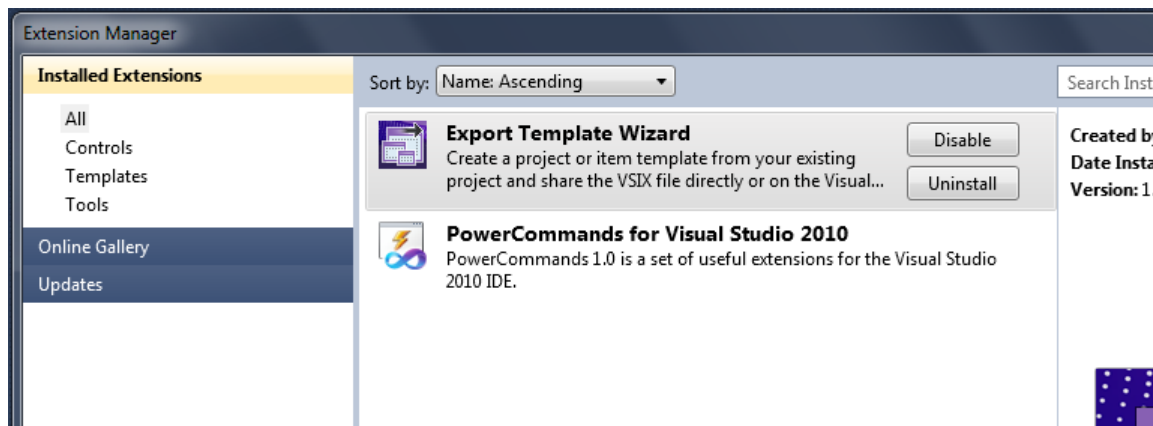 Extension Manager
Installed Extensions
All
Controls
Templates
Tools
Online Gallery
Updates
Sort by: Name: Ascending
Search Inst
Export Template Wizard
Create a project or item template from your existing
project and share the VSIX file directly or on the Visual...
Disable
Uninstall
PowerCommands for Visual Studio 2010
PowerCommands 1.0 is a set of useful extensions for the Visual Studio
2010 IDE.
Created by
Date Insta
Version: 1.